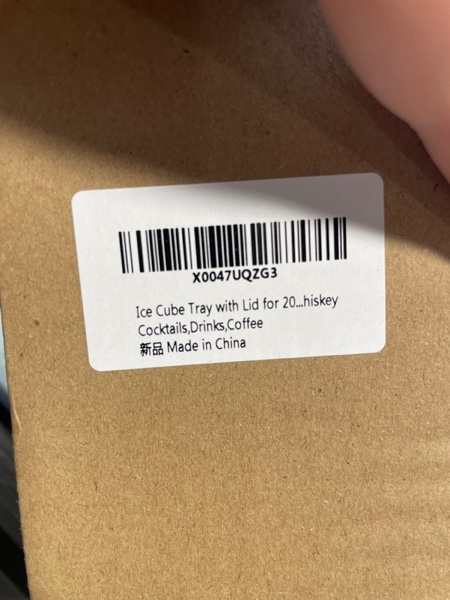 X0047UQZG3
Ice Cube Tray with Lid for 20...hiskey
Cocktails,Drinks,Coffee
新品 Made in China